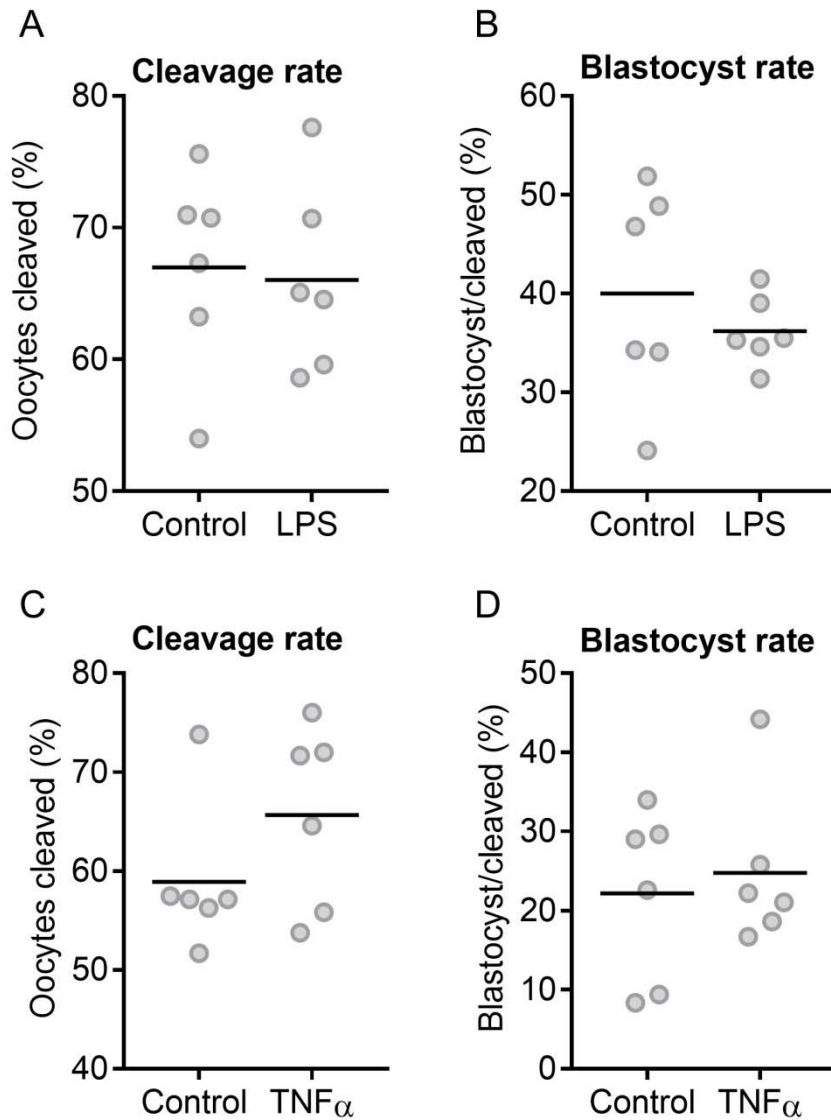 A
Cleavage rate
Oocytes cleaved (%)
80
70
60
50
Control LPS
B
Blastocyst rate
Blastocyst/cleaved (%)
60
50
40
30
20
Control LPS
C
Cleavage rate
Oocytes cleaved (%)
80
70
60
50
40
Control TNFα
D
Blastocyst rate
Blastocyst/cleaved (%)
50
40
30
20
10
0
Control TNFα